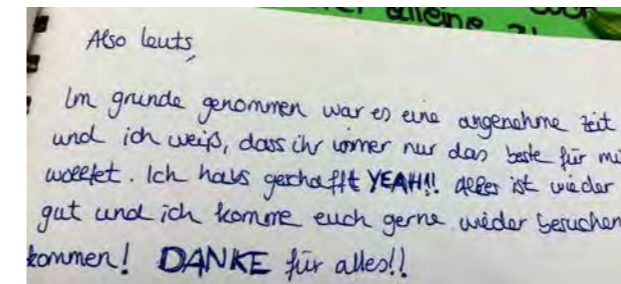 alleine ?!
Also leuts,
Im grunde genommen war es eine angenehme zeit
und ich weiß, dass ihr immer nur das beste für mi
wolltet. Ich habs geschafft YEAH!!! Alles ist wieder
gut und ich komme euch gerne wieder besuchen
kommen! DANKE für alles!!